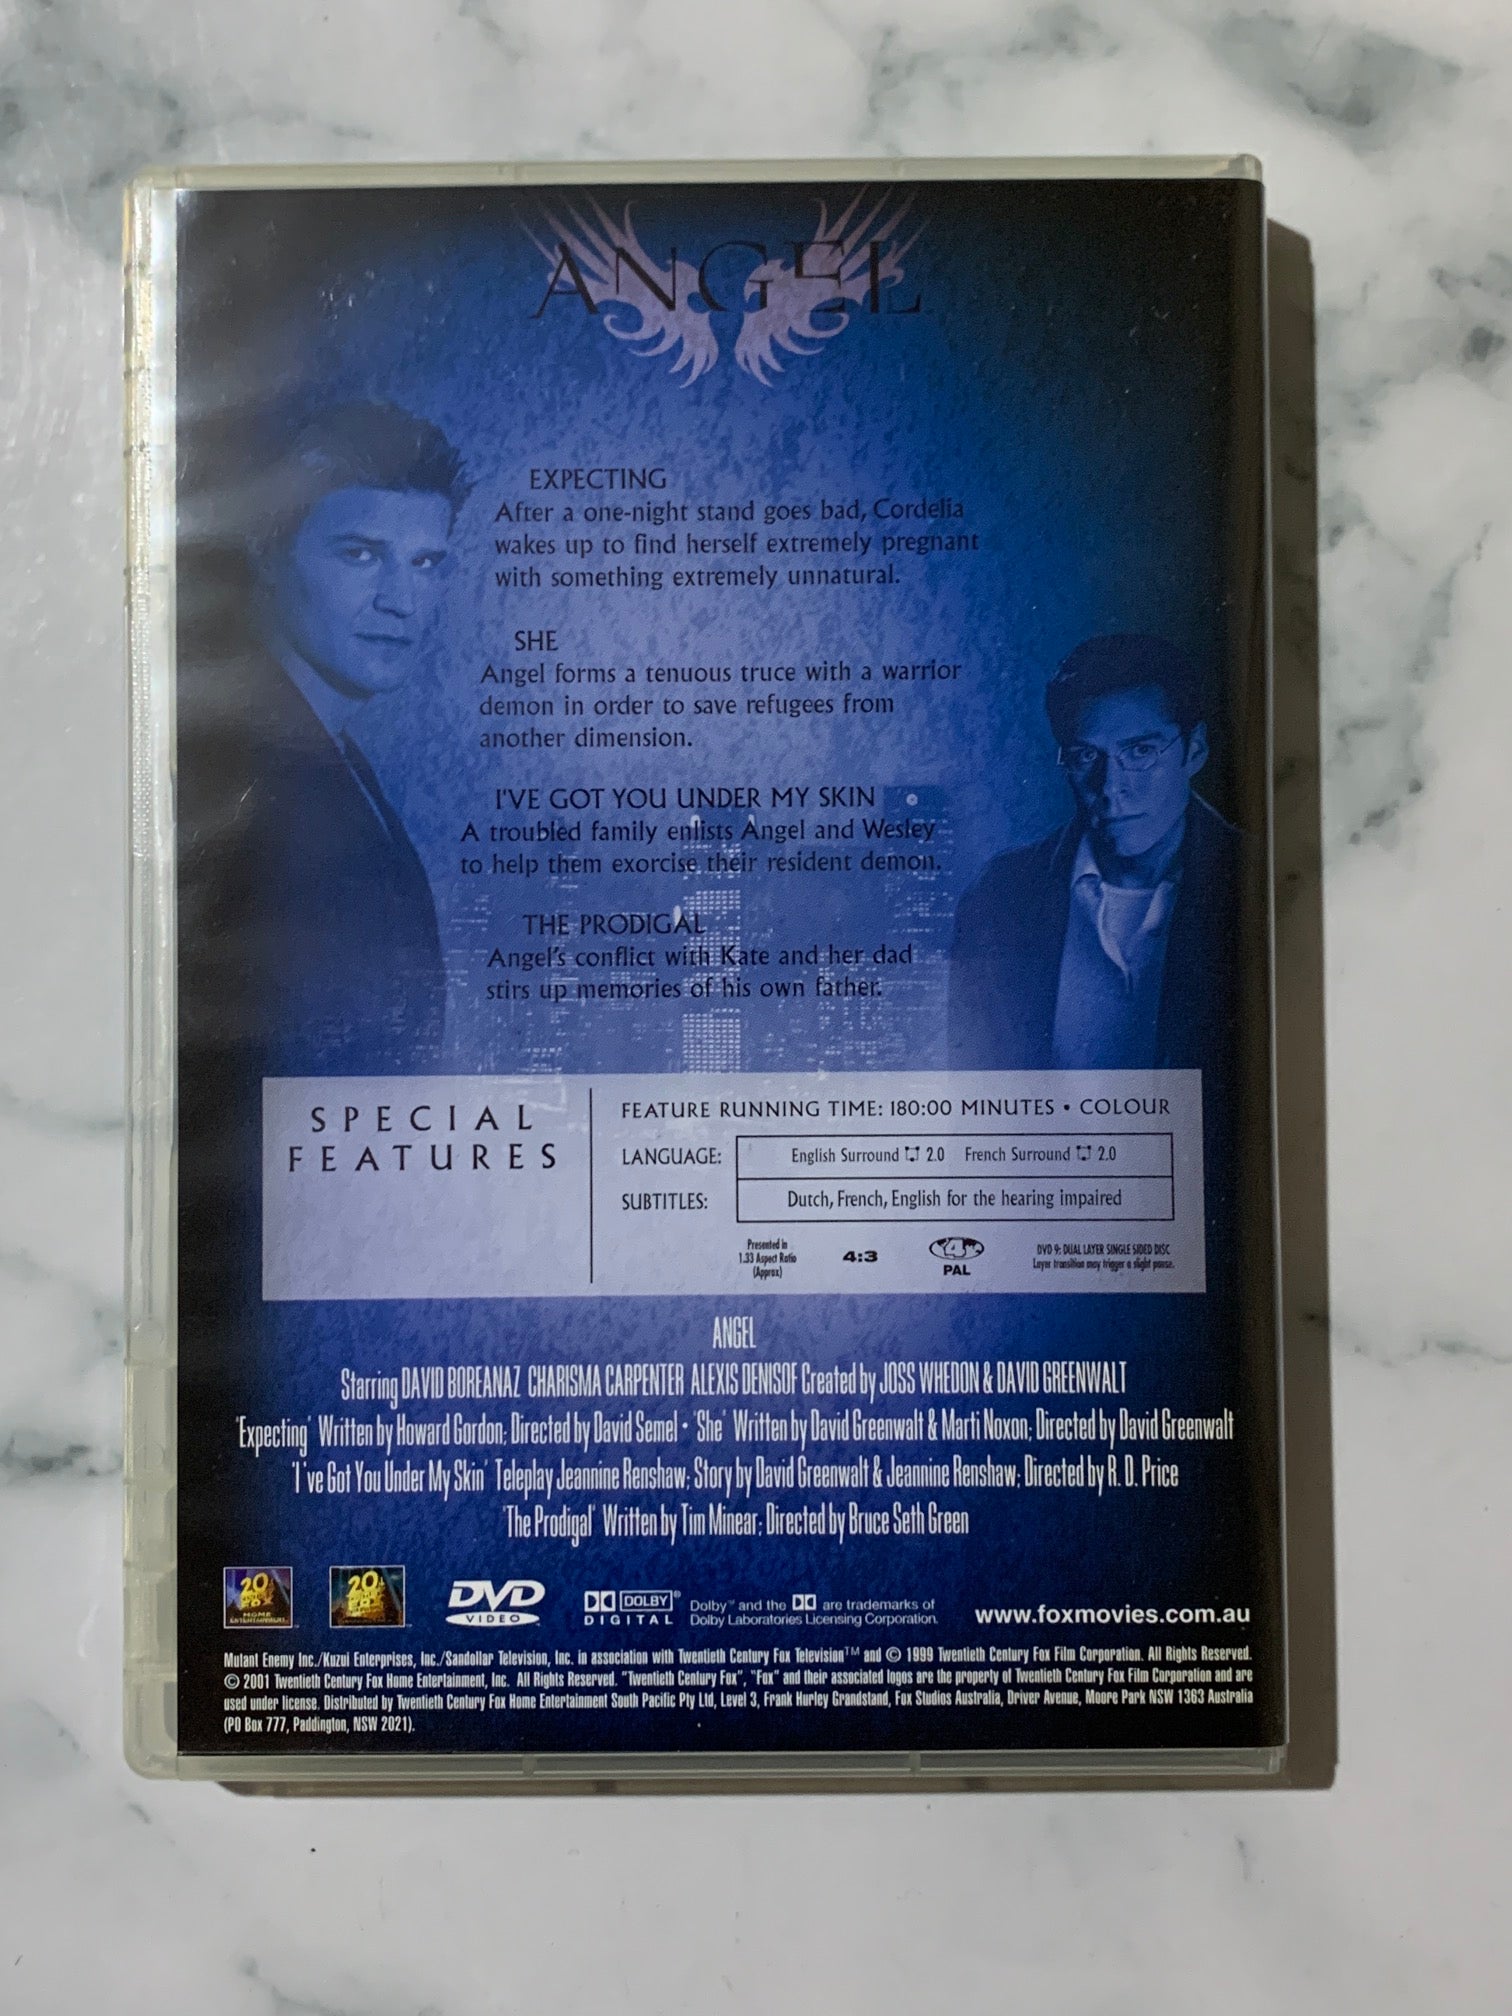 ANGEL
EXPECTING
After a one-night stand goes bad, Cordelia
wakes up to find herself extremely pregnant
with something extremely unnatural.
SHE
Angel forms a tenuous truce with a warrior
demon in order to save refugees from
another dimension.
I'VE GOT YOU UNDER MY SKIN
A troubled family enlists Angel and Wesley
to help them exorcise their resident demon.
THE PRODIGAL
Angel's conflict with Kate and her dad
stirs up memories of his own father.
SPECIAL
FEATURES
FEATURE RUNNING TIME: 180:00 MINUTES • COLOUR
LANGUAGE: English Surround 2.0 French Surround 2.0
SUBTITLES: Dutch, French, English for the hearing impaired
Presented in
1.33 Aspect Ratio
(Approx)
4:3
4
PAL
DVD 9: DUAL LAYER SINGLE SIDED DISC
Layer transition may trigger a slight pause.
ANGEL
Starring DAVID BOREANAZ CHARISMA CARPENTER ALEXIS DENISOF Created by JOSS WHEDON & DAVID GREENWALT
'Expecting' Written by Howard Gordon; Directed by David Semel • 'She' Written by David Greenwalt & Marti Noxon; Directed by David Greenwalt
'I've Got You Under My Skin' Teleplay Jeannine Renshaw; Story by David Greenwalt & Jeannine Renshaw; Directed by R. D. Price
'The Prodigal' Written by Tim Minear; Directed by Bruce Seth Green
20th CENTURY FOX HOME ENTERTAINMENT
20th CENTURY FOX
DVD VIDEO
DOLBY DIGITAL
Dolby™ and the DD are trademarks of
Dolby Laboratories Licensing Corporation.
www.foxmovies.com.au
Mutant Enemy Inc./Kuzui Enterprises, Inc./Sandollar Television, Inc. in association with Twentieth Century Fox Television™ and © 1999 Twentieth Century Fox Film Corporation. All Rights Reserved.
© 2001 Twentieth Century Fox Home Entertainment, Inc. All Rights Reserved. "Twentieth Century Fox", "Fox" and their associated logos are the property of Twentieth Century Fox Film Corporation and are
used under license. Distributed by Twentieth Century Fox Home Entertainment South Pacific Pty Ltd, Level 3, Frank Hurley Grandstand, Fox Studios Australia, Driver Avenue, Moore Park NSW 1363 Australia
(PO Box 777, Paddington, NSW 2021).